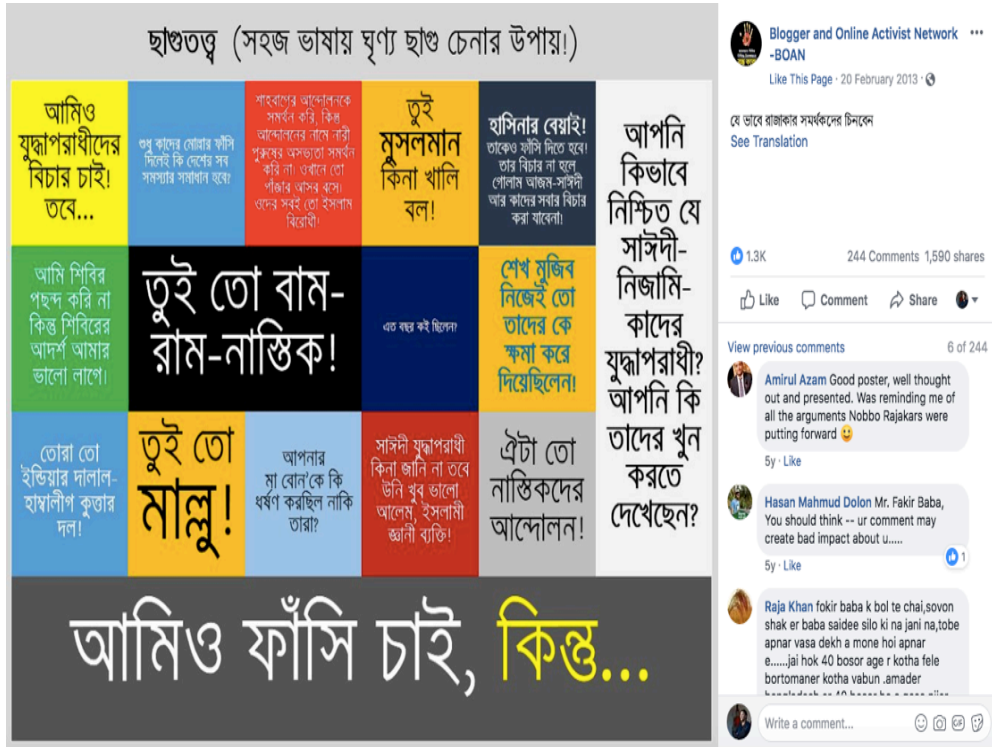 ছাগুতত্ত্ব (সহজ ভাষায় ঘৃণ্য ছাগু চেনার উপায়!)
আমিও
যুদ্ধাপরাধীদের
বিচার চাই!
তবে...
শুধু কাদের মোল্লার ফাঁসি
দিলেই কি দেশের সব
সমস্যার সমাধান হবে?
শাহবাগের আন্দোলনকে
সমর্থন করি, কিন্তু
আন্দোলনের নামে নারী
পুরুষের অসভ্যতা সমর্থন
করি না। ওখানে তো
গাঁজার আসর বসে।
ওদের সবই তো ইসলাম
বিরোধী!
তুই
মুসলমান
কিনা খালি
বল!
হাসিনার বেয়াই!
তাকেও ফাঁসি দিতে হবে।
তার বিচার না হলে
গোলাম আজম-সাঈদী
আর কাদের সবার বিচার
করা যাবেনা!
আপনি
কিভাবে
নিশ্চিত যে
সাঈদী-
নিজামি-
কাদের
যুদ্ধাপরাধী?
আপনি কি
তাদের খুন
করতে
দেখেছেন?
আমি শিবির
পছন্দ করি না
কিন্তু শিবিরের
আদর্শ আমার
ভালো লাগে।
তুই তো বাম-
রাম-নাস্তিক!
এত বছর কই ছিলেন?
শেখ মুজিব
নিজেই তো
তাদের কে
ক্ষমা করে
দিয়েছিলেন!
তোরা তো
ইন্ডিয়ার দালাল-
হাম্বালীগ কুত্তার
দল!
তুই তো
মাল্লু!
আপনার
মা বোন'কে কি
ধর্ষণ করছিল নাকি
তারা?
সাঈদী যুদ্ধাপরাধী
কিনা জানি না তবে
উনি খুব ভালো
আলেম, ইসলামী
জ্ঞানী ব্যক্তি!
ঐটা তো
নাস্তিকদের
আন্দোলন!
আমিও ফাঁসি চাই, কিন্তু...
Blogger and Online Activist Network
-BOAN
Like This Page · 20 February 2013 ·
যে ভাবে রাজাকার সমর্থকদের চিনবেন
See Translation
1.3K 244 Comments 1,590 shares
Like Comment Share
View previous comments 6 of 244
Amirul Azam Good poster, well thought
out and presented. Was reminding me of
all the arguments Nobbo Rajakars were
putting forward
5y · Like
Hasan Mahmud Dolon Mr. Fakir Baba,
You should think -- ur comment may
create bad impact about u.....
1
5y · Like
Raja Khan fokir baba k bol te chai,sovon
shak er baba saidee silo ki na jani na,tobe
apnar vasa dekh a mone hoi apnar
e......jai hok 40 bosor age r kotha fele
bortomaner kotha vabun .amader
Write a comment...
GIF